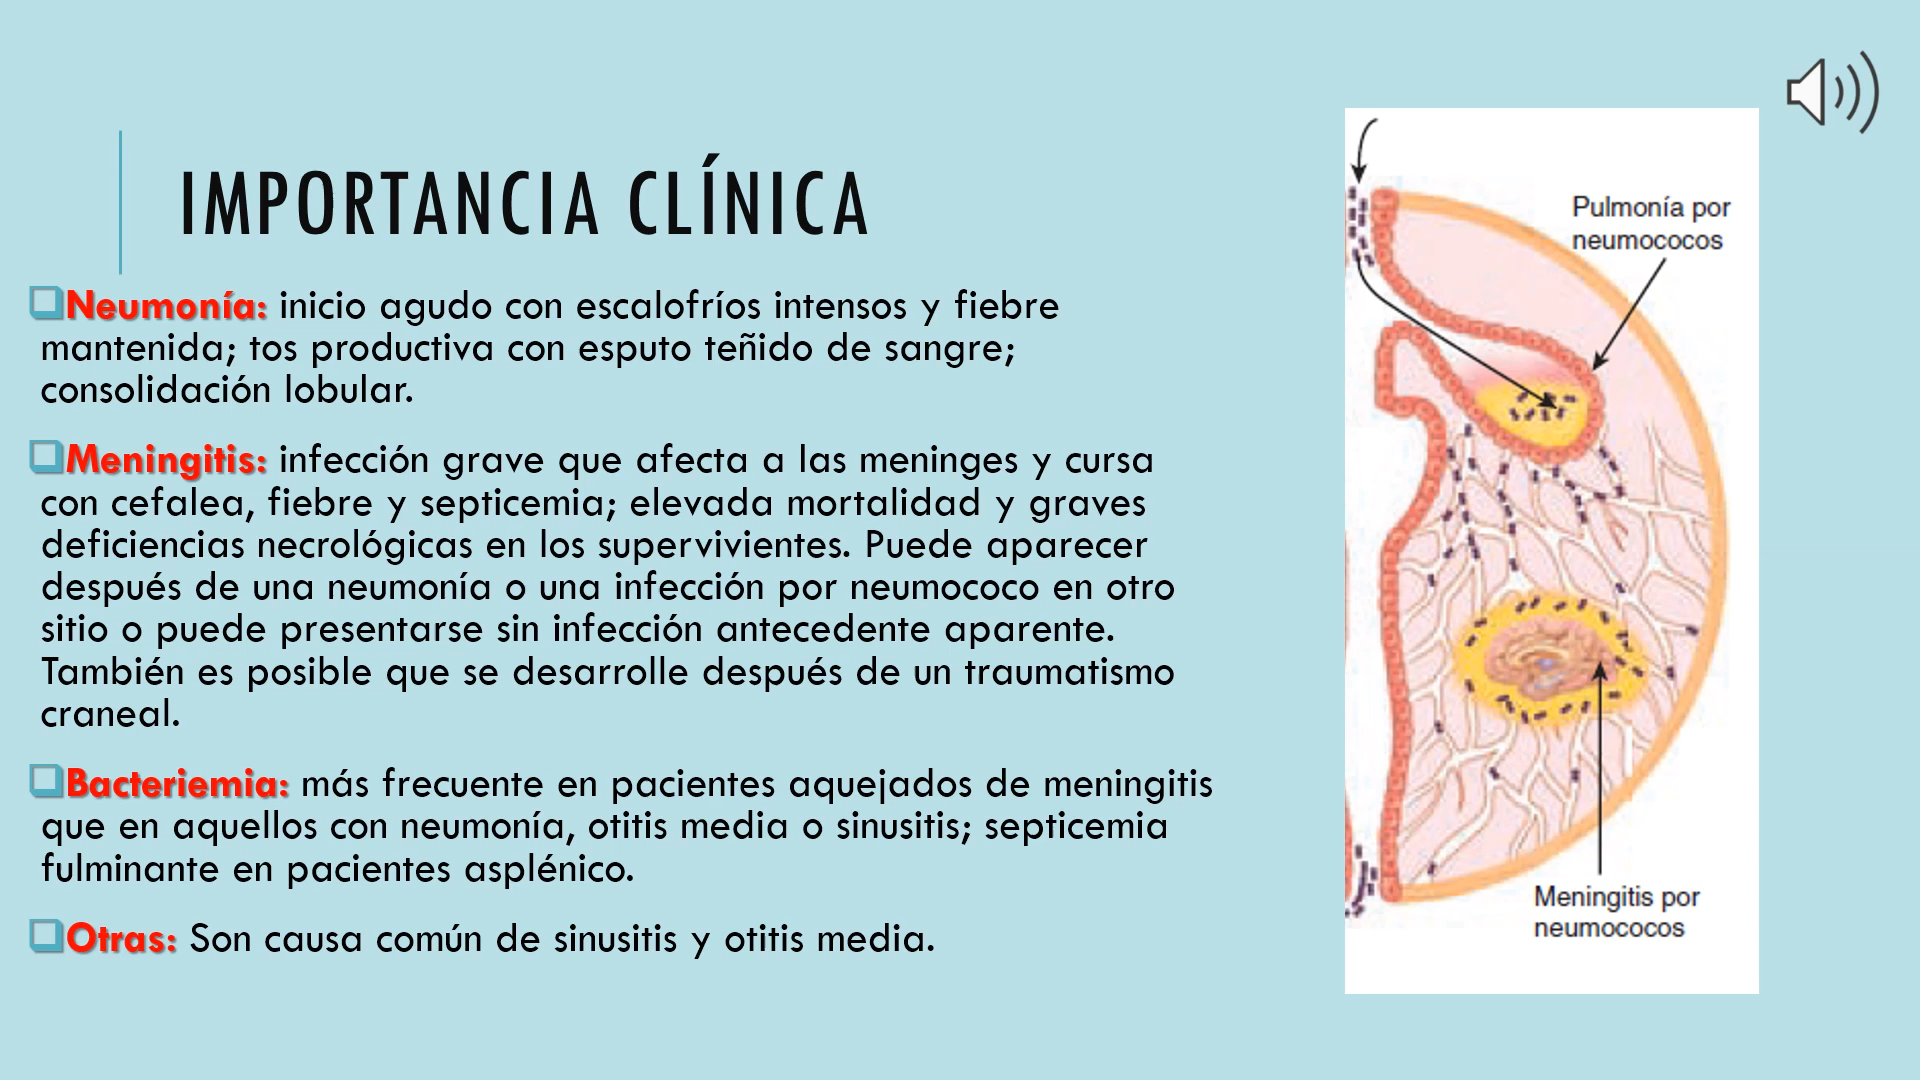 IMPORTANCIA CLÍNICA
Neumonía: inicio agudo con escalofríos intensos y fiebre
mantenida; tos productiva con esputo teñido de sangre;
consolidación lobular.
Meningitis: infección grave que afecta a las meninges y cursa
con cefalea, fiebre y septicemia; elevada mortalidad y graves
deficiencias necrológicas en los supervivientes. Puede aparecer
después de una neumonía o una infección por neumococo en otro
sitio o puede presentarse sin infección antecedente aparente.
También es posible que se desarrolle después de un traumatismo
craneal.
Bacteriemia: más frecuente en pacientes aquejados de meningitis
que en aquellos con neumonía, otitis media o sinusitis; septicemia
fulminante en pacientes asplénico.
Otras: Son causa común de sinusitis y otitis media.
Pulmonía por
neumococos
Meningitis por
neumococos